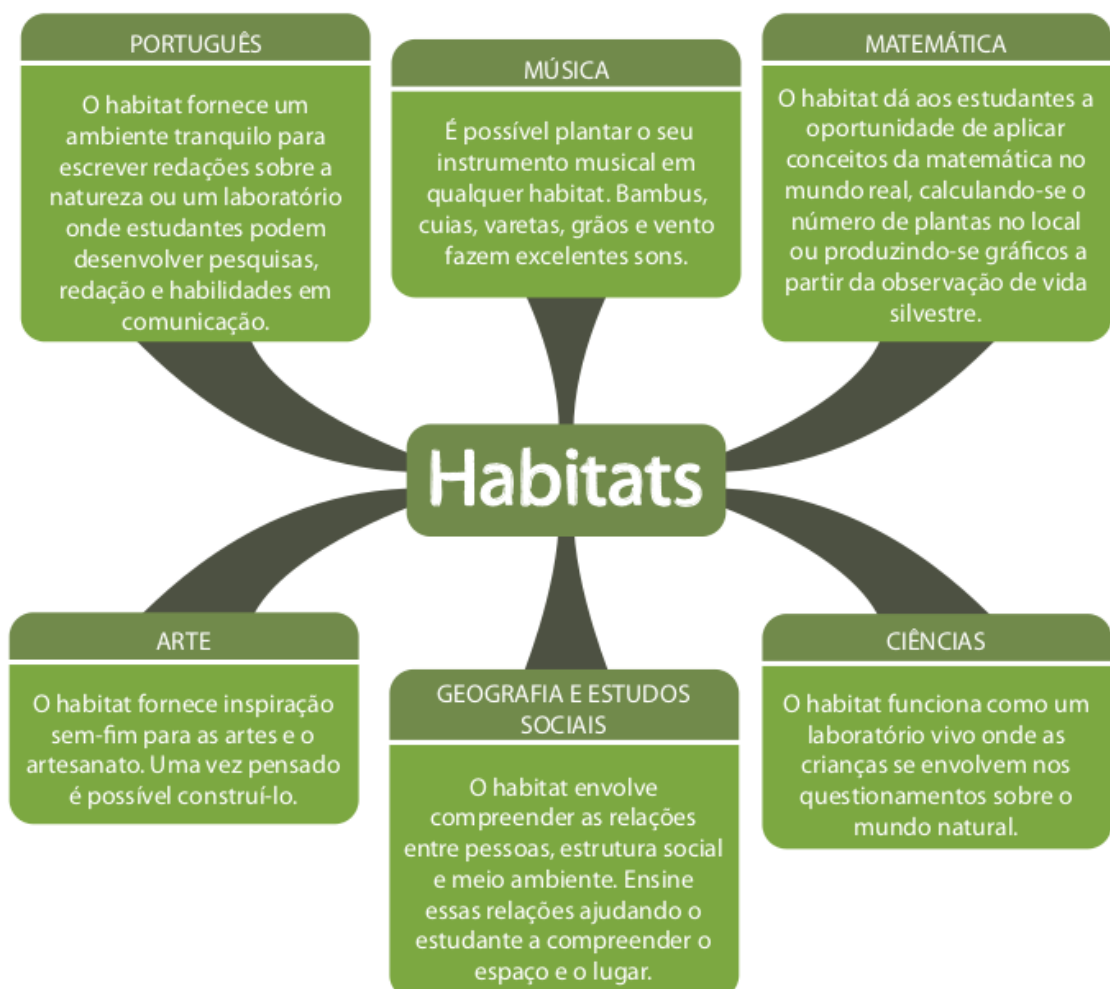 PORTUGUÊS
O habitat fornece um
ambiente tranquilo para
escrever redações sobre a
natureza ou um laboratório
onde estudantes podem
desenvolver pesquisas,
redação e habilidades em
comunicação.
MÚSICA
É possível plantar o seu
instrumento musical em
qualquer habitat. Bambus,
cuias, varetas, grãos e vento
fazem excelentes sons.
MATEMÁTICA
O habitat dá aos estudantes a
oportunidade de aplicar
conceitos da matemática no
mundo real, calculando-se o
número de plantas no local
ou produzindo-se gráficos a
partir da observação de vida
silvestre.
Habitats
ARTE
O habitat fornece inspiração
sem-fim para as artes e o
artesanato. Uma vez pensado
é possível construí-lo.
GEOGRAFIA E ESTUDOS
SOCIAIS
O habitat envolve
compreender as relações
entre pessoas, estrutura social
e meio ambiente. Ensine
essas relações ajudando o
estudante a compreender o
espaço e o lugar.
CIÊNCIAS
O habitat funciona como um
laboratório vivo onde as
crianças se envolvem nos
questionamentos sobre o
mundo natural.